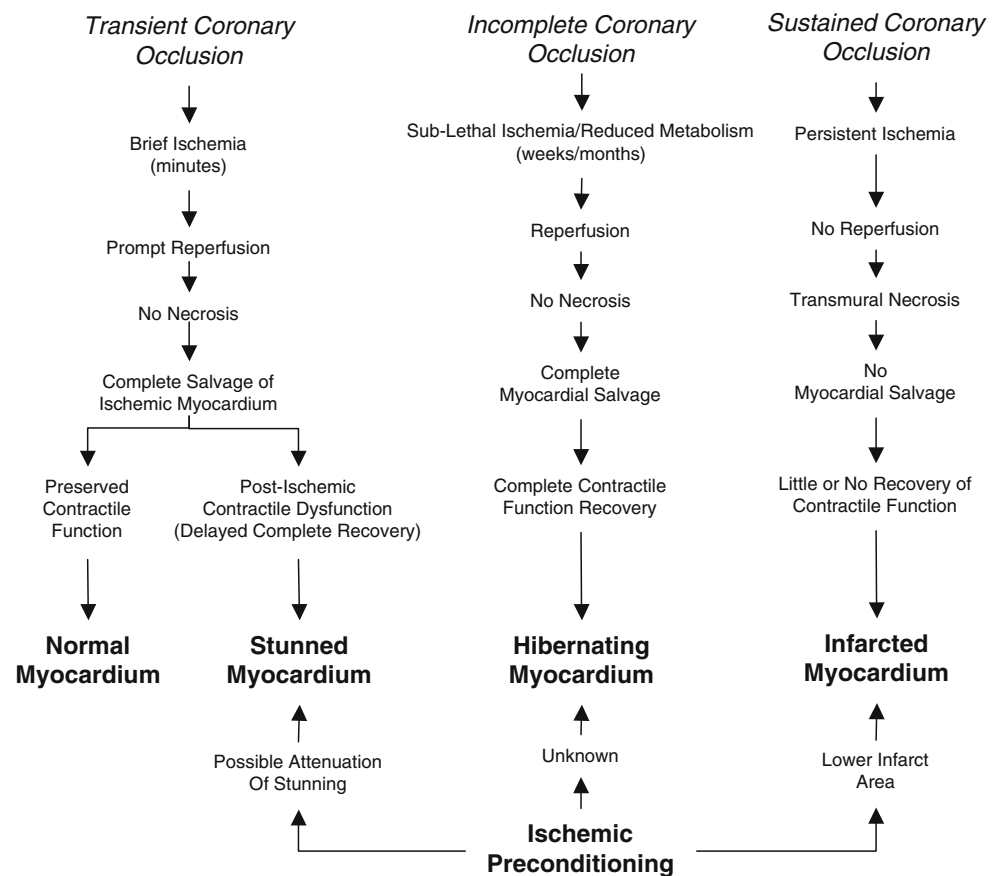 Transient Coronary
Occlusion
Brief Ischemia
(minutes)
Prompt Reperfusion
No Necrosis
Complete Salvage of
Ischemic Myocardium
Preserved
Contractile
Function
Normal
Myocardium
Post-Ischemic
Contractile Dysfunction
(Delayed Complete Recovery)
Stunned
Myocardium
Possible Attenuation
Of Stunning
Incomplete Coronary
Occlusion
Sub-Lethal Ischemia/Reduced Metabolism
(weeks/months)
Reperfusion
No Necrosis
Complete
Myocardial Salvage
Complete Contractile
Function Recovery
Hibernating
Myocardium
Unknown
Sustained Coronary
Occlusion
Persistent Ischemia
No Reperfusion
Transmural Necrosis
No
Myocardial Salvage
Little or No Recovery of
Contractile Function
Infarcted
Myocardium
Lower Infarct
Area
Ischemic
Preconditioning